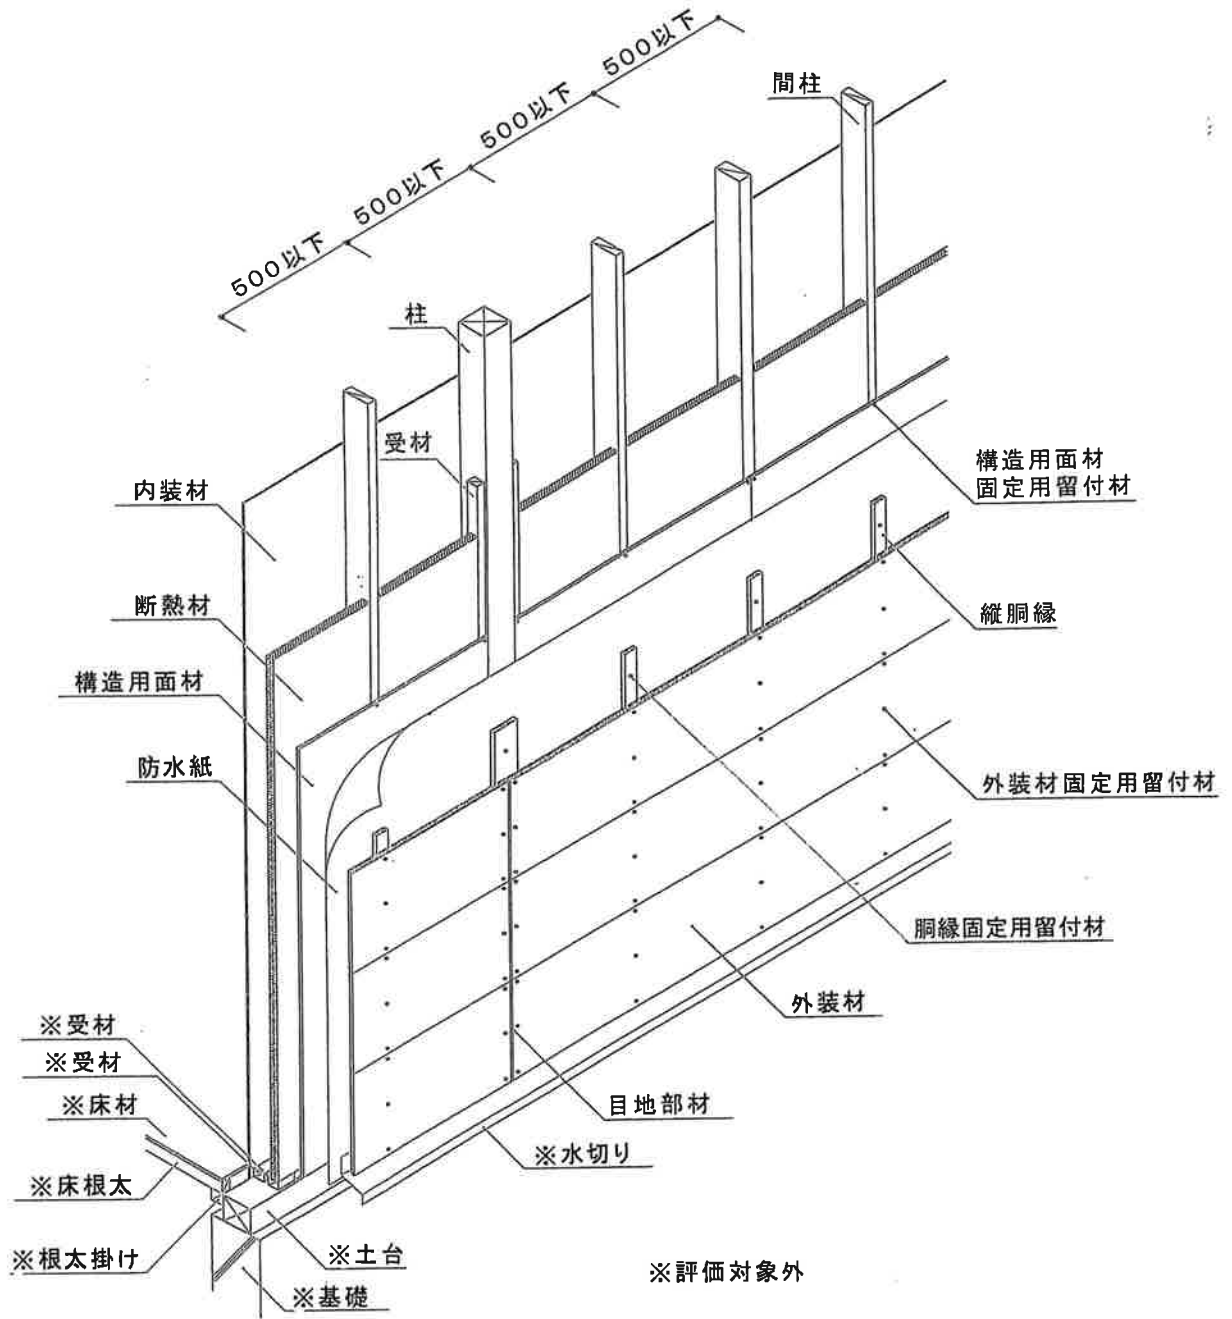 500以下
500以下
500以下
500以下
間柱
柱
受材
内装材
構造用面材
固定用留付材
断熱材
縦胴縁
構造用面材
防水紙
外装材固定用留付材
胴縁固定用留付材
外装材
※受材
※受材
※床材
目地部材
※水切り
※床根太
※根太掛け
※土台
※基礎
※評価対象外